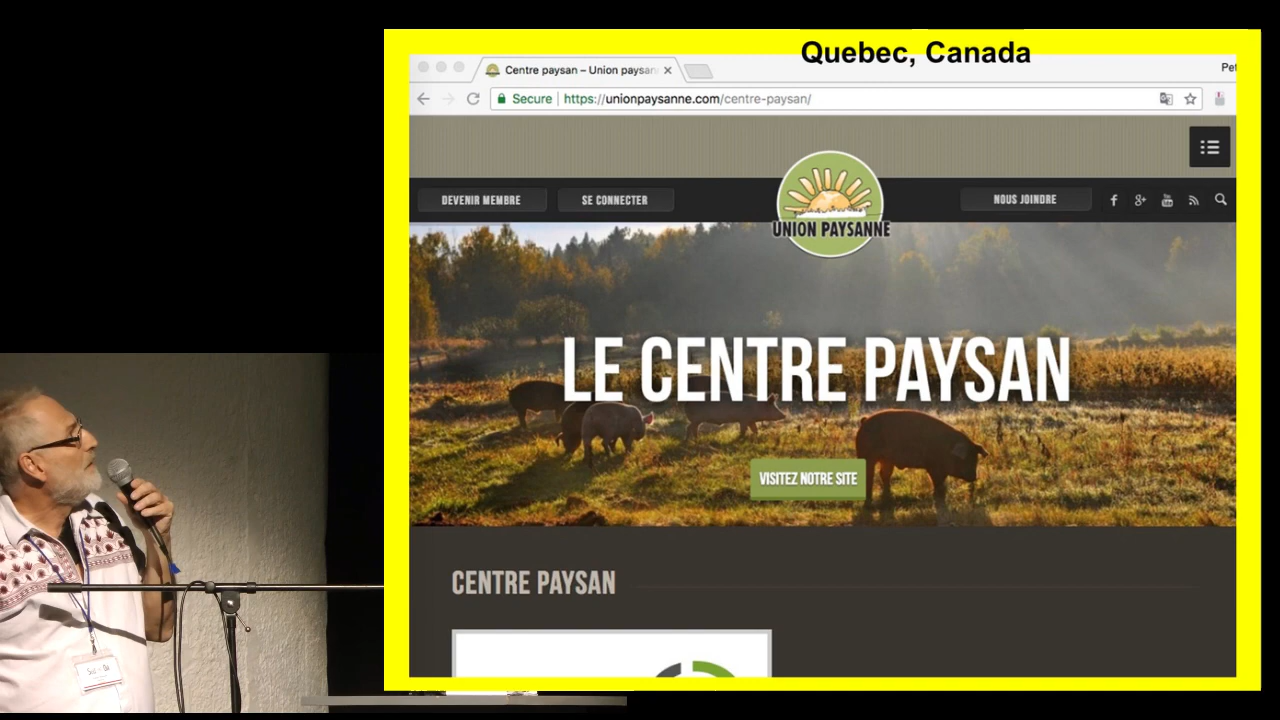 Quebec, Canada
Centre paysan – Union paysan
Pet
Secure | https://unionpaysanne.com/centre-paysan/
DEVENIR MEMBRE
SE CONNECTER
UNION PAYSANNE
NOUS JOINDRE
LE CENTRE PAYSAN
VISITEZ NOTRE SITE
CENTRE PAYSAN